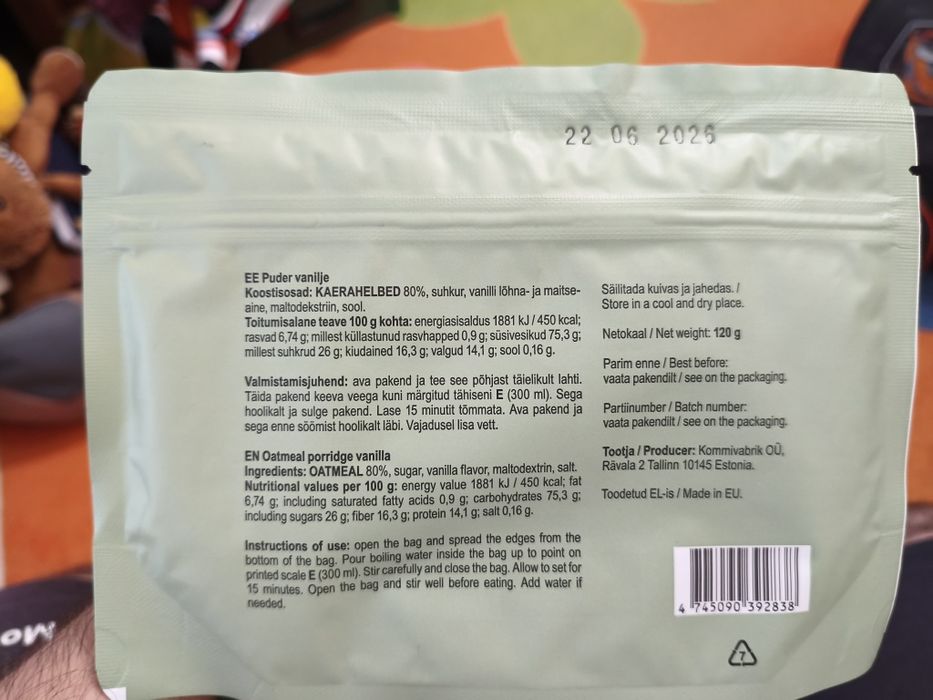 22 06 2026
EE Puder vanilje
Koostisosad: KAERAHELBED 80%, suhkur, vanilli lõhna- ja maitse-
aine, maltodekstriin, sool.
Toitumisalane teave 100 g kohta: energiasisaldus 1881 kJ / 450 kcal;
rasvad 6,74 g; millest küllastunud rasvhapped 0,9 g; süsivesikud 75,3 g;
millest suhkrud 26 g; kiudained 16,3 g; valgud 14,1 g; sool 0,16 g.
Valmistamisjuhend: ava pakend ja tee see põhjast täielikult lahti.
Täida pakend keeva veega kuni märgitud tähiseni E (300 ml). Sega
hoolikalt ja sulge pakend. Lase 15 minutit tõmmata. Ava pakend ja
sega enne söömist hoolikalt läbi. Vajadusel lisa vett.
EN Oatmeal porridge vanilla
Ingredients: OATMEAL 80%, sugar, vanilla flavor, maltodextrin, salt.
Nutritional values per 100 g: energy value 1881 kJ / 450 kcal; fat
6,74 g; including saturated fatty acids 0,9 g; carbohydrates 75,3 g;
including sugars 26 g; fiber 16,3 g; protein 14,1 g; salt 0,16 g.
Instructions of use: open the bag and spread the edges from the
bottom of the bag. Pour boiling water inside the bag up to point on
printed scale E (300 ml). Stir carefully and close the bag. Allow to set for
15 minutes. Open the bag and stir well before eating. Add water if
needed.
Säilitada kuivas ja jahedas. /
Store in a cool and dry place.
Netokaal / Net weight: 120 g
Parim enne / Best before:
vaata pakendilt / see on the packaging.
Partiinumber / Batch number:
vaata pakendilt / see on the packaging.
Tootja / Producer: Kommivabrik OÜ,
Rävala 2 Tallinn 10145 Estonia.
Toodetud EL-is / Made in EU.
4 745090 392838
7